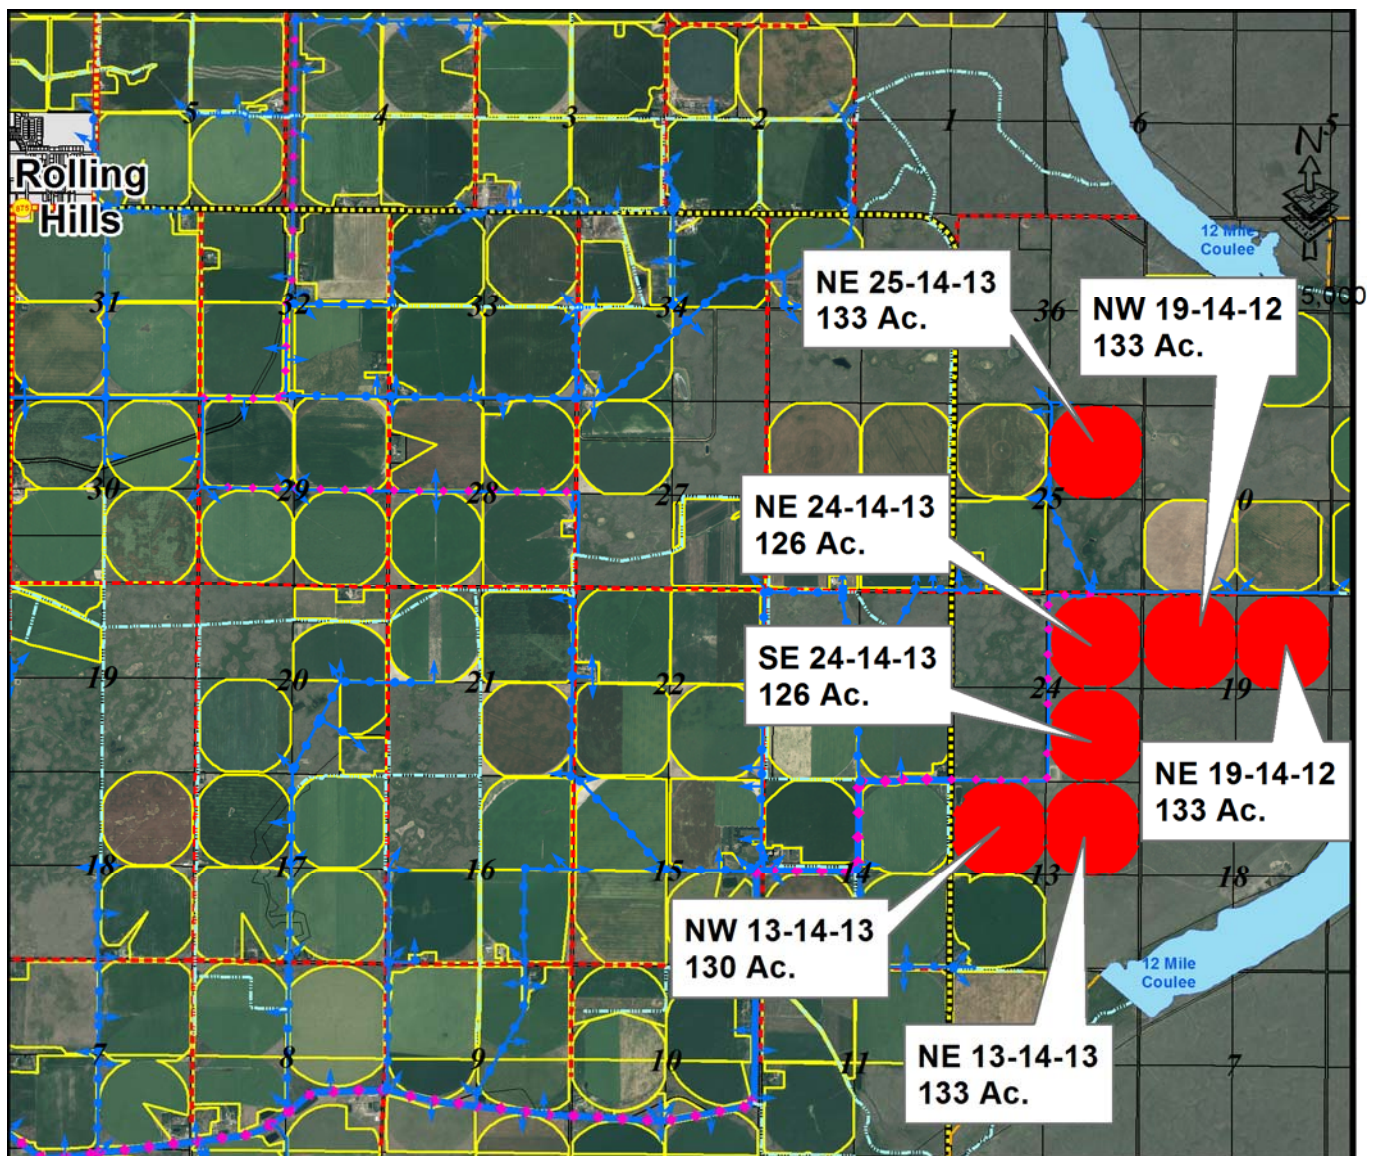 5
4
3
2
1
6
5
N
Rolling
Hills
875
12 Mile
Coulee
NE 25-14-13
133 Ac.
NW 19-14-12
133 Ac.
5,000
31
32
33
34
36
30
29
28
27
25
0
NE 24-14-13
126 Ac.
SE 24-14-13
126 Ac.
19
20
21
22
24
19
NE 19-14-12
133 Ac.
18
17
16
15
14
13
18
NW 13-14-13
130 Ac.
12 Mile
Coulee
NE 13-14-13
133 Ac.
7
8
9
10
11
7